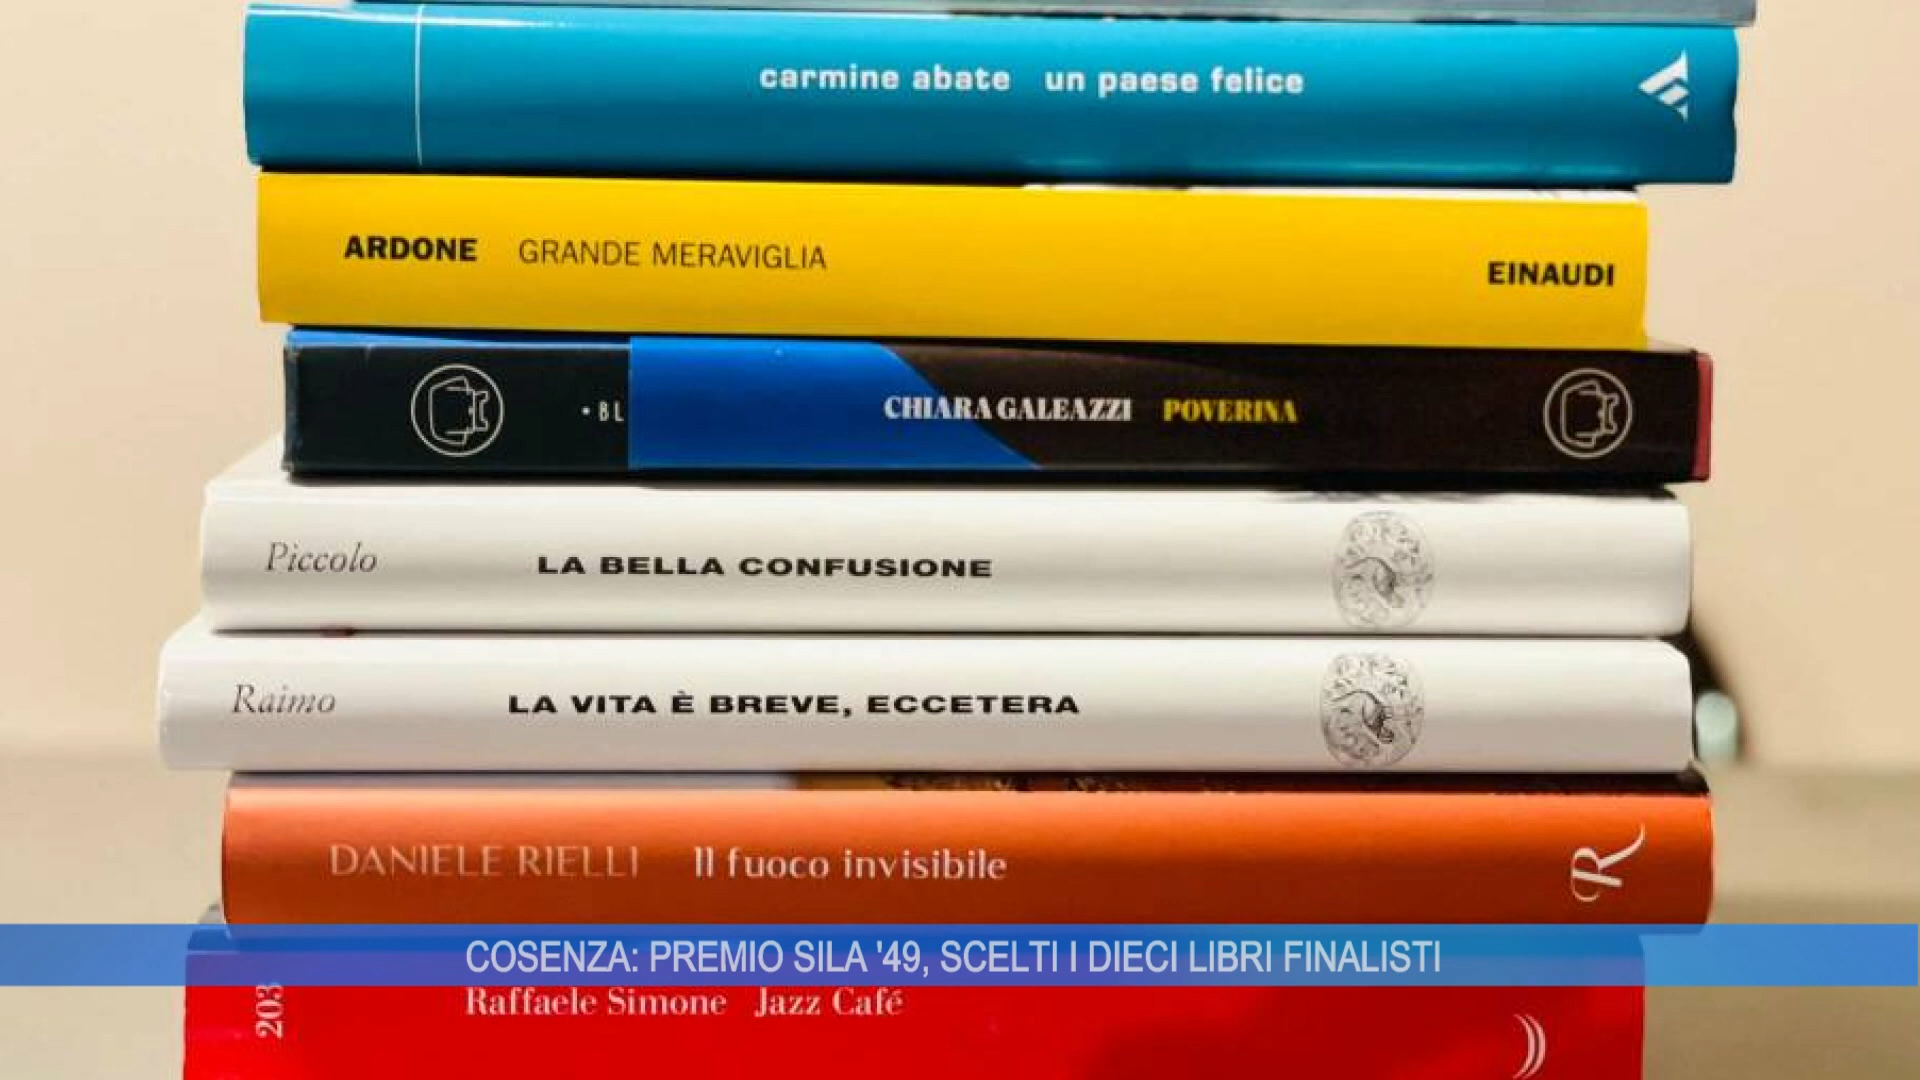 carmine abate un paese felice
ARDONE GRANDE MERAVIGLIA EINAUDI
• BL CHIARA GALEAZZI POVERINA
Piccolo LA BELLA CONFUSIONE
Raimo LA VITA È BREVE, ECCETERA
DANIELE RIELLI Il fuoco invisibile R
COSENZA: PREMIO SILA '49, SCELTI I DIECI LIBRI FINALISTI
203 Raffaele Simone Jazz Café